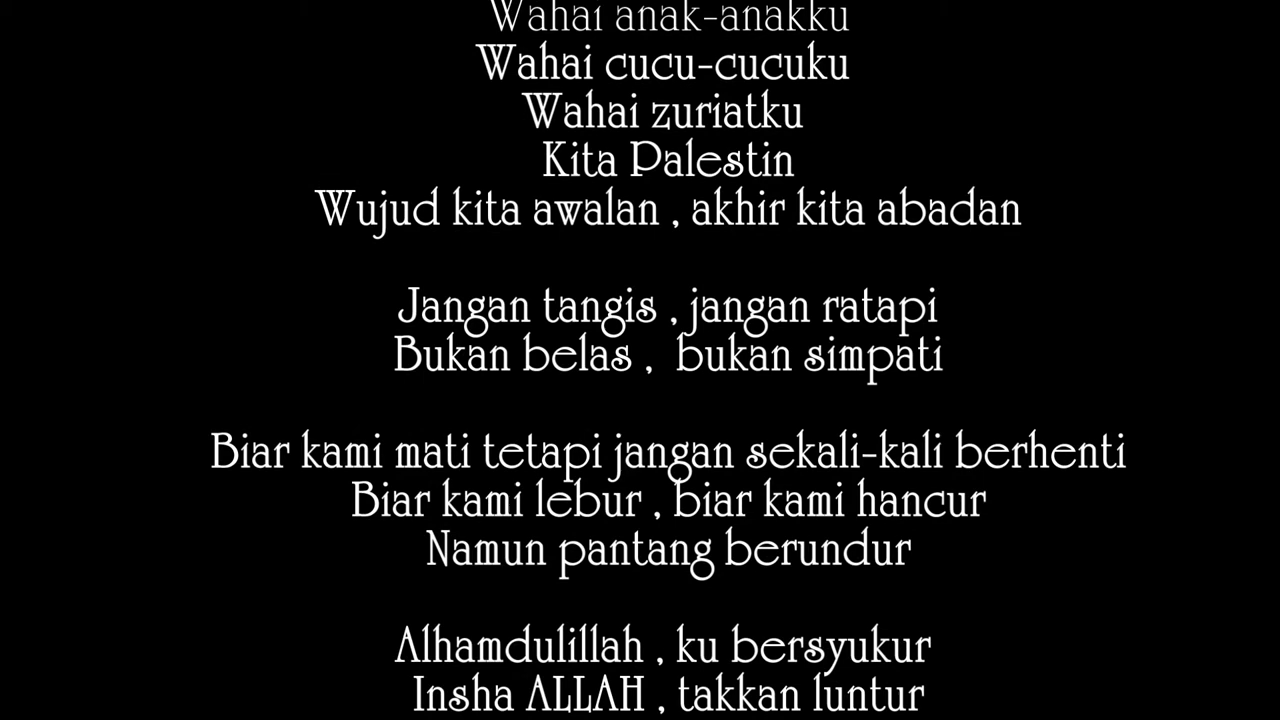 Wahai anak-anakku
Wahai cucu-cucuku
Wahai zuriatku
Kita Palestin
Wujud kita awalan , akhir kita abadan
Jangan tangis , jangan ratapi
Bukan belas , bukan simpati
Biar kami mati tetapi jangan sekali-kali berhenti
Biar kami lebur , biar kami hancur
Namun pantang berundur
Alhamdulillah , ku bersyukur
Insha ALLAH , takkan luntur